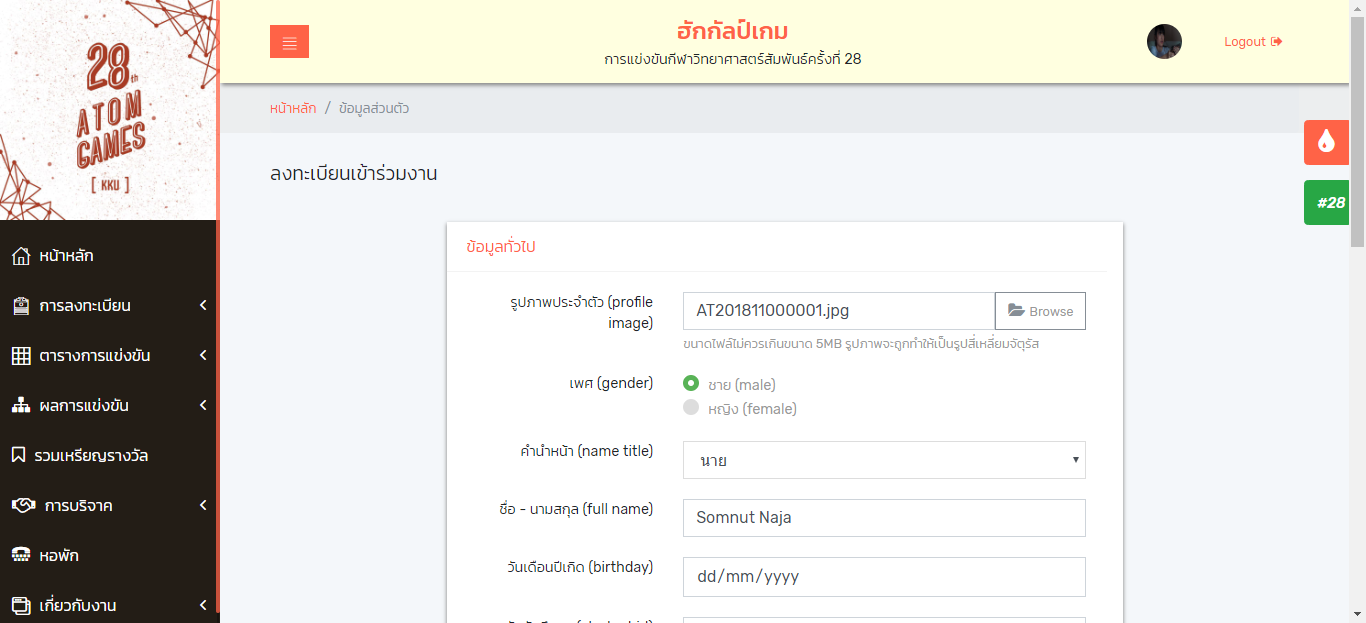 28th
ATOM
GAMES
[ KKU ]
ฮักกัลป์เกม
การแข่งขันกีฬาวิทยาศาสตร์สัมพันธ์ครั้งที่ 28
Logout
หน้าหลัก / ข้อมูลส่วนตัว
ลงทะเบียนเข้าร่วมงาน
#28
หน้าหลัก
การลงทะเบียน
ตารางการแข่งขัน
ผลการแข่งขัน
รวมเหรียญรางวัล
การบริจาค
หอพัก
เกี่ยวกับงาน
ข้อมูลทั่วไป
รูปภาพประจำตัว (profile
image)
AT201811000001.jpg
Browse
ขนาดไฟล์ไม่ควรเกินขนาด 5MB รูปภาพจะถูกทำให้เป็นรูปสี่เหลี่ยมจัตุรัส
เพศ (gender)
ชาย (male)
หญิง (female)
คำนำหน้า (name title)
นาย
ชื่อ - นามสกุล (full name)
Somnut Naja
วันเดือนปีเกิด (birthday)
dd/mm/yyyy